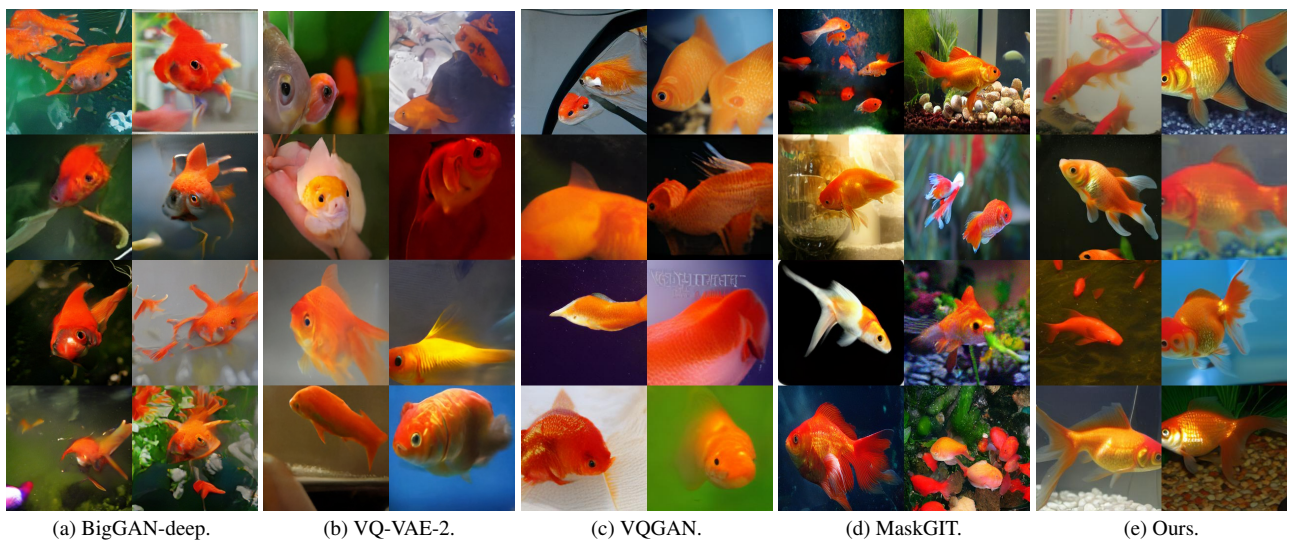 (a) BigGAN-deep.
(b) VQ-VAE-2.
(c) VQGAN.
(d) MaskGIT.
(e) Ours.